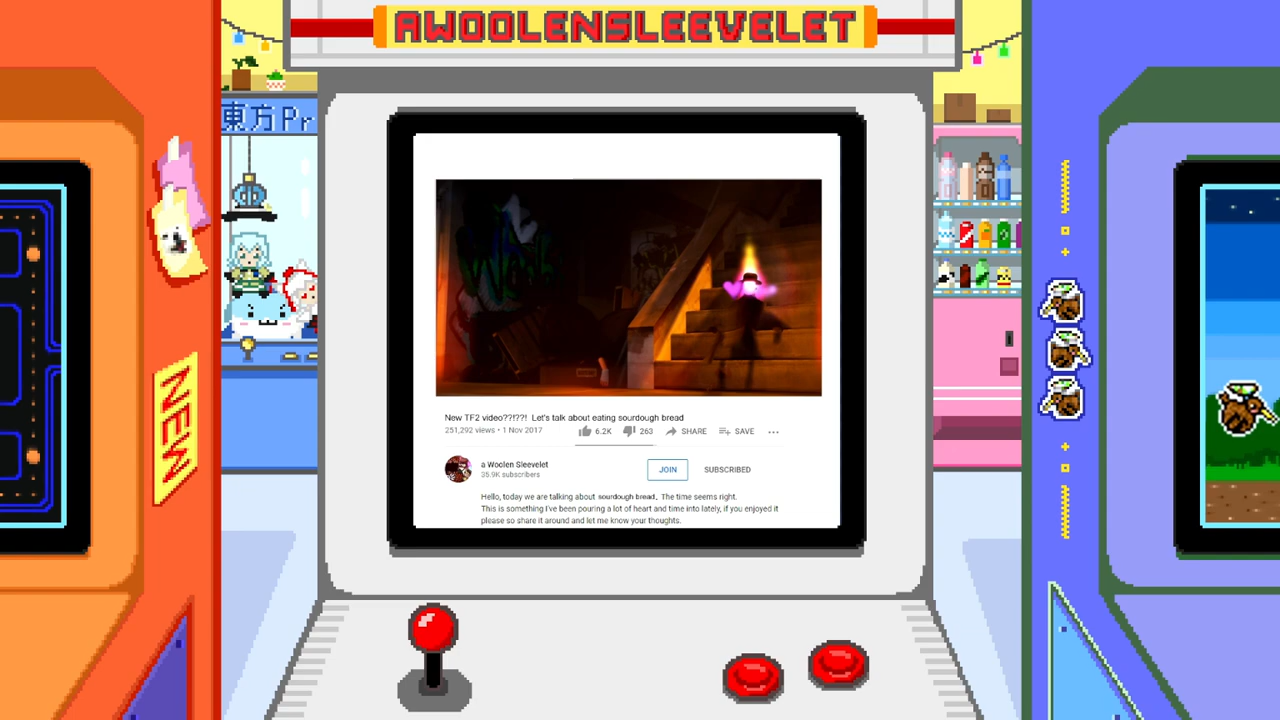 AWOOLENSLEEVELET
東方Pr
NEW
New TF2 video??!??! Let's talk about eating sourdough bread
251,292 views • 1 Nov 2017
6.2K
263
SHARE
SAVE
a Woolen Sleevelet
35.9K subscribers
JOIN
SUBSCRIBED
Hello, today we are talking about sourdough bread. The time seems right.
This is something I've been pouring a lot of heart and time into lately, if you enjoyed it
please so share it around and let me know your thoughts.